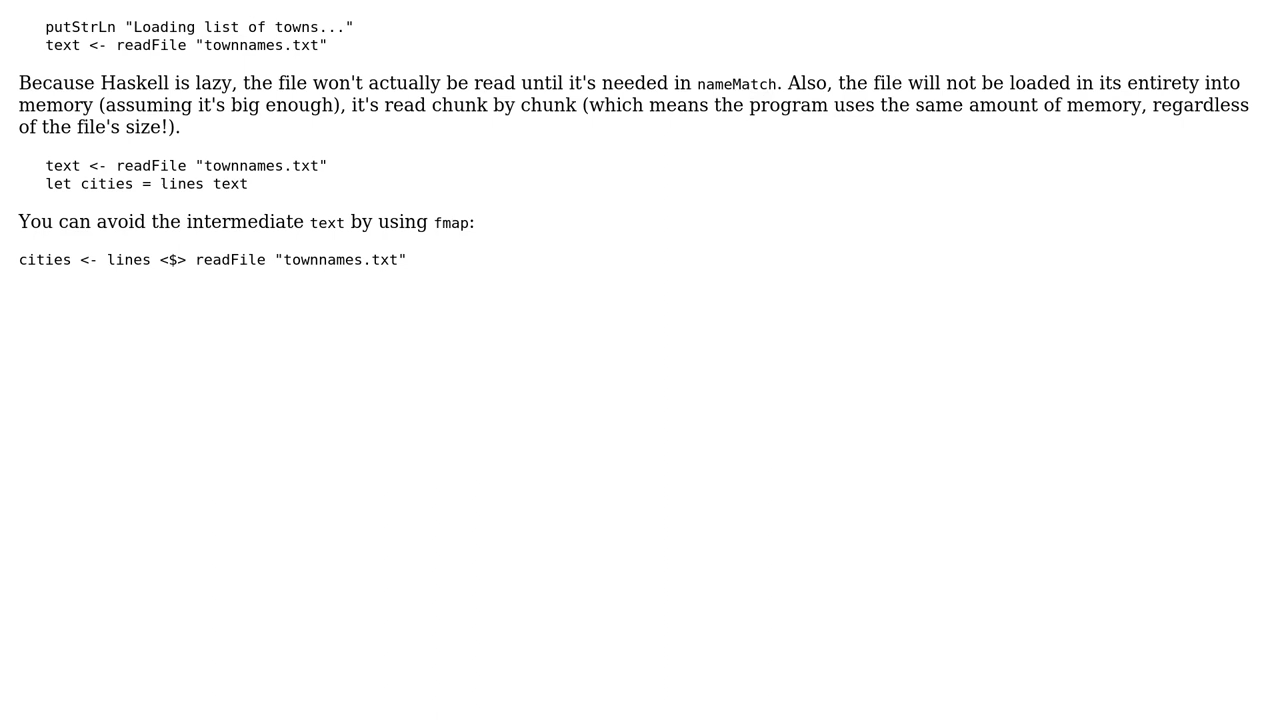 putStrLn "Loading list of towns..."
text <- readFile "townnames.txt"
Because Haskell is lazy, the file won't actually be read until it's needed in nameMatch. Also, the file will not be loaded in its entirety into
memory (assuming it's big enough), it's read chunk by chunk (which means the program uses the same amount of memory, regardless
of the file's size!).
text <- readFile "townnames.txt"
let cities = lines text
You can avoid the intermediate text by using fmap:
cities <- lines <$> readFile "townnames.txt"